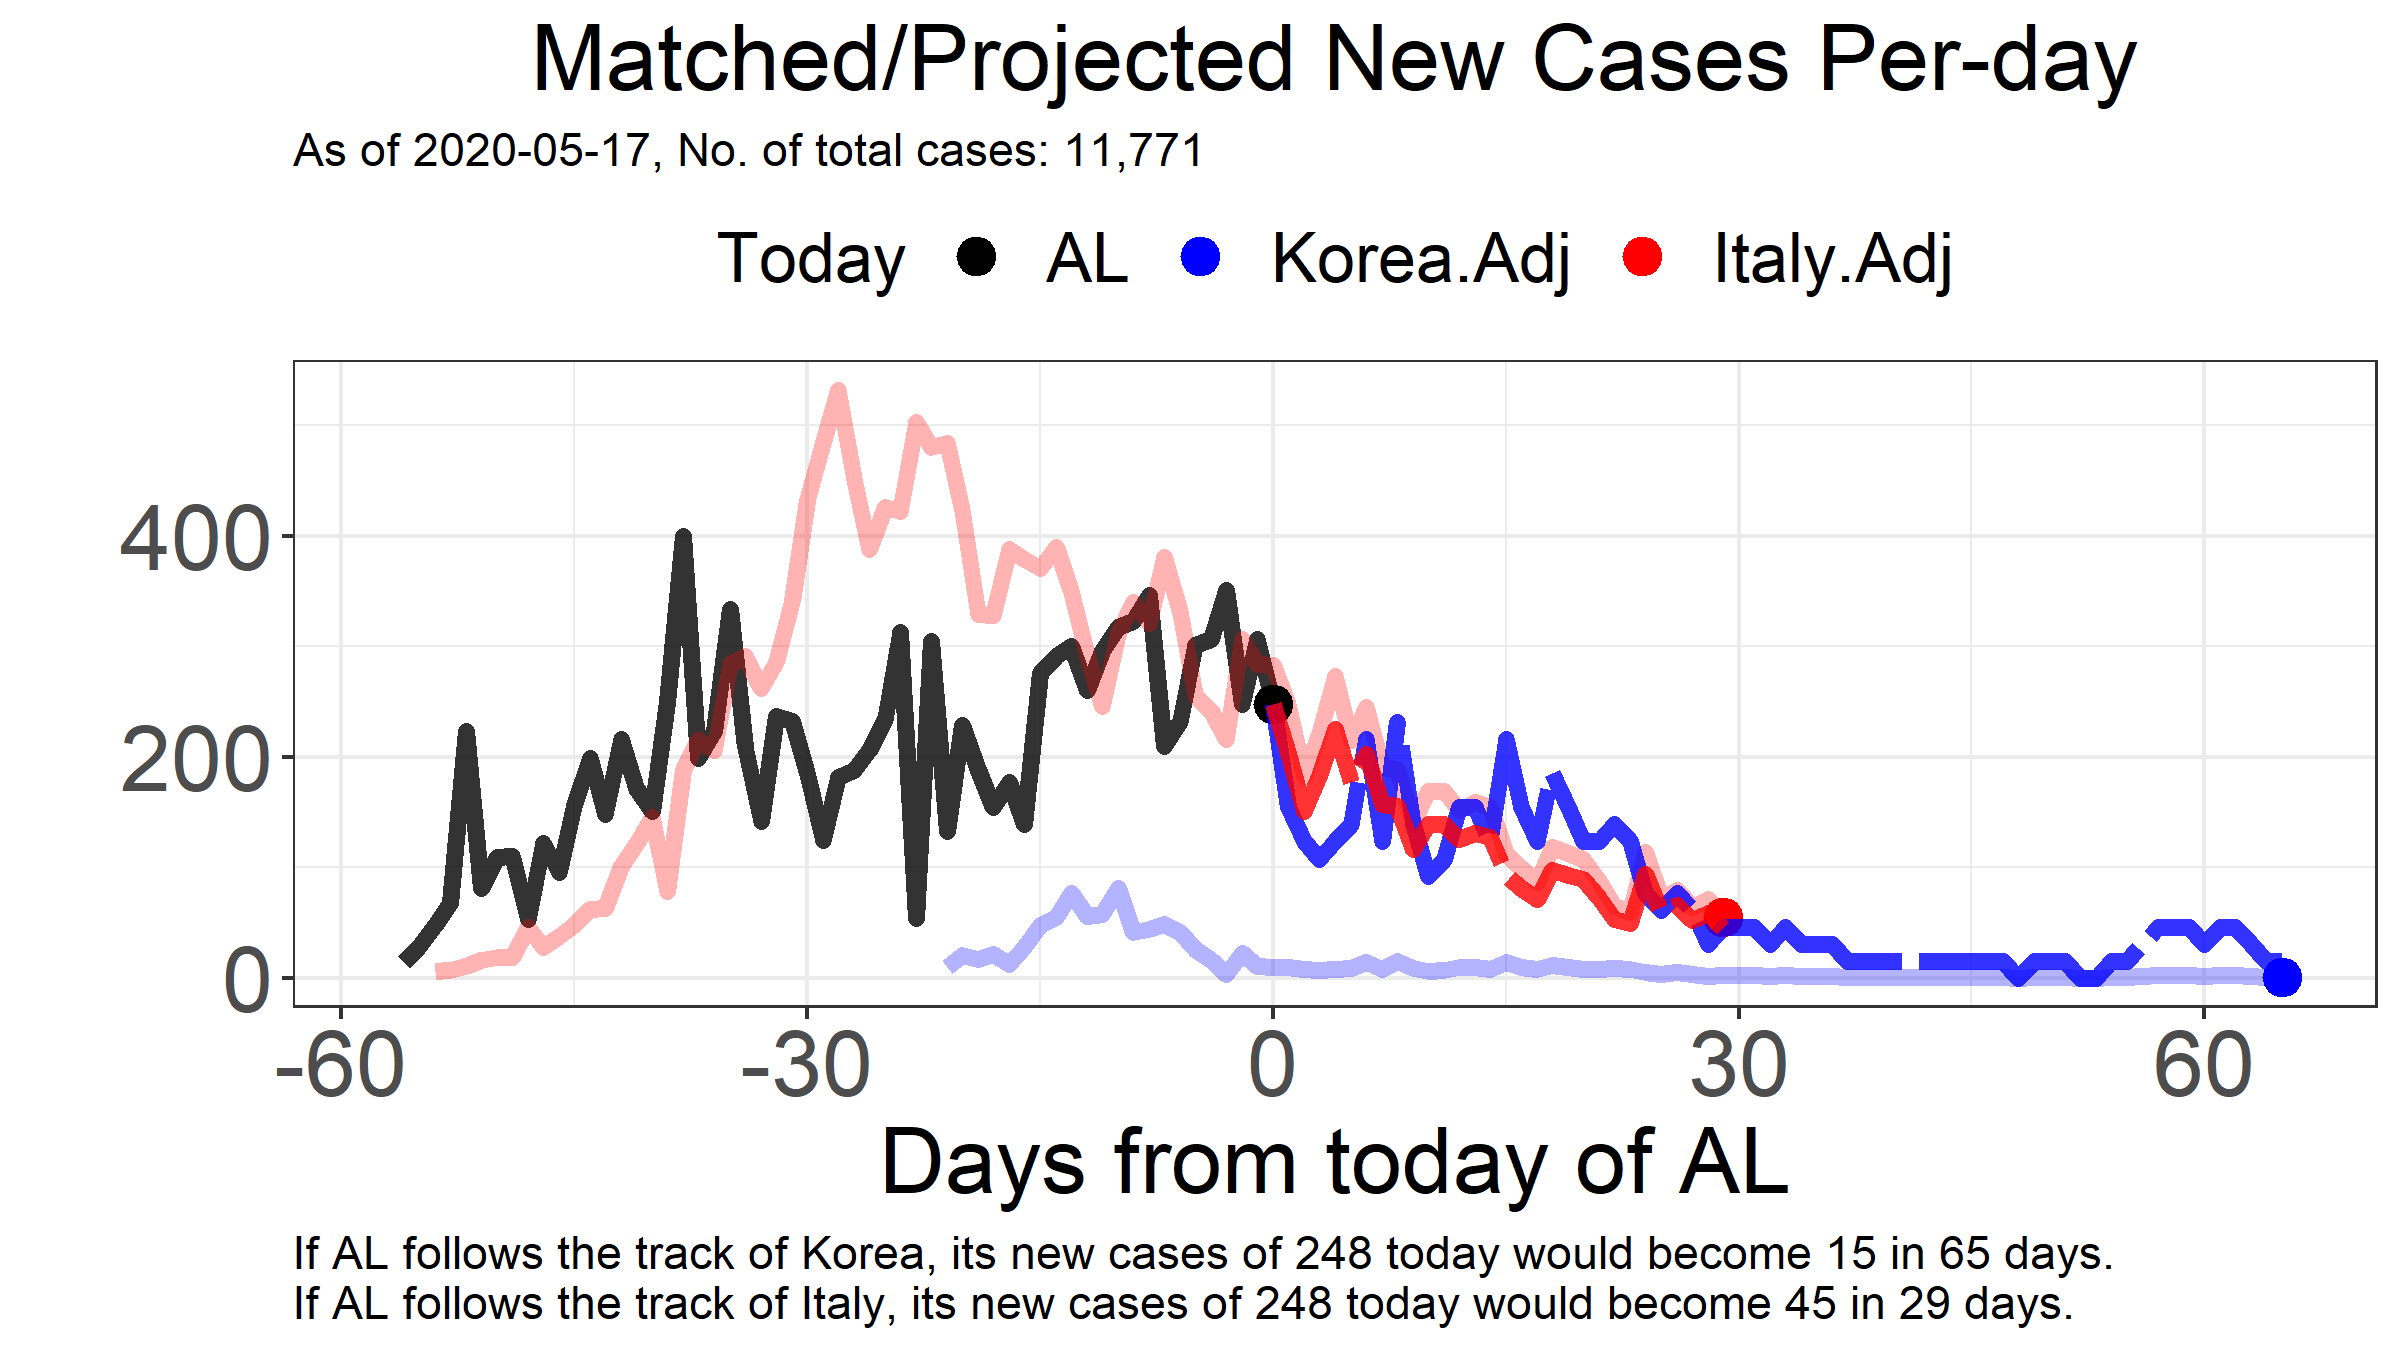 Matched/Projected New Cases Per-day
As of 2020-05-17, No. of total cases: 11,771
Today AL Korea.Adj Italy.Adj
400
200
0
-60 -30 0 30 60
Days from today of AL
If AL follows the track of Korea, its new cases of 248 today would become 15 in 65 days.
If AL follows the track of Italy, its new cases of 248 today would become 45 in 29 days.